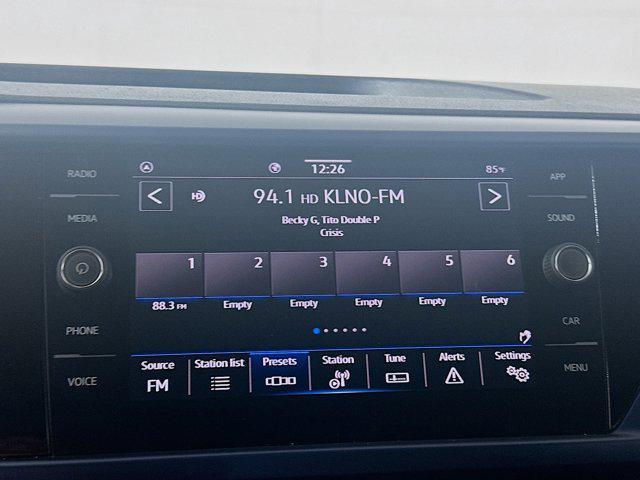 12:26
85°F
RADIO
APP
94.1 HD KLNO-FM
MEDIA
SOUND
Becky G, Tito Double P
Crisis
1 2 3 4 5 6
88.3 FM Empty Empty Empty Empty Empty
PHONE
CAR
Source Station list Presets Station Tune Alerts Settings
FM
VOICE
MENU